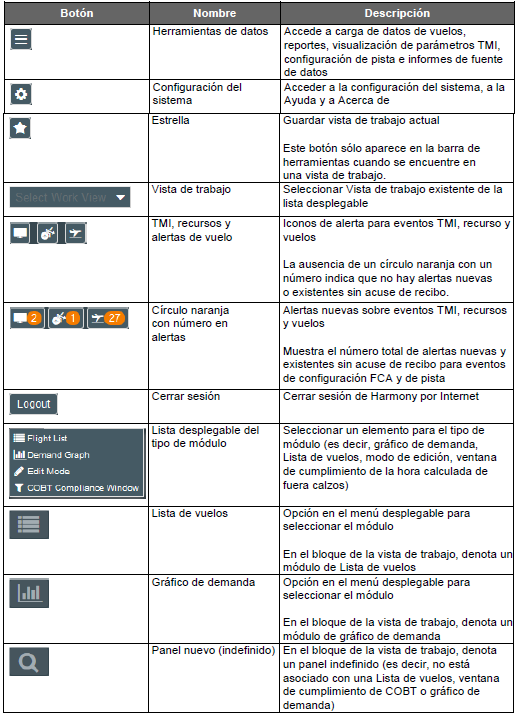 Botón Nombre Descripción
Herramientas de datos
Accede a carga de datos de vuelos,
reportes, visualización de parámetros TMI,
configuración de pista e informes de fuente
de datos
Configuración del
sistema
Acceder a la configuración del sistema, a la
Ayuda y a Acerca de
Estrella
Guardar vista de trabajo actual
Este botón sólo aparece en la barra de
herramientas cuando se encuentre en
una vista de trabajo.
Select Work View
Vista de trabajo
Seleccionar Vista de trabajo existente de la
lista desplegable
TMI, recursos y
alertas de vuelo
Iconos de alerta para eventos TMI, recurso y
vuelos
La ausencia de un círculo naranja con un
número indica que no hay alertas nuevas
o existentes sin acuse de recibo.
2 1 27
Círculo naranja
con número en
alertas
Alertas nuevas sobre eventos TMI, recursos
y vuelos
Muestra el número total de alertas nuevas y
existentes sin acuse de recibo para eventos
de configuración FCA y de pista
Logout
Cerrar sesión
Cerrar sesión de Harmony por Internet
Flight List
Demand Graph
Edit Mode
COBT Compliance Window
Lista desplegable del
tipo de módulo
Seleccionar un elemento para el tipo de
módulo (es decir, gráfico de demanda,
Lista de vuelos, modo de edición, ventana
de cumplimiento de la hora calculada de
fuera calzos)
Lista de vuelos
Opción en el menú desplegable para
seleccionar el módulo
En el bloque de la vista de trabajo, denota un
módulo de Lista de vuelos
Gráfico de demanda
Opción en el menú desplegable para
seleccionar el módulo
En el bloque de la vista de trabajo, denota un
módulo de gráfico de demanda
Panel nuevo (indefinido)
En el bloque de la vista de trabajo, denota
un panel indefinido (es decir, no está
asociado con una Lista de vuelos, ventana
de cumplimiento de COBT o gráfico de
demanda)